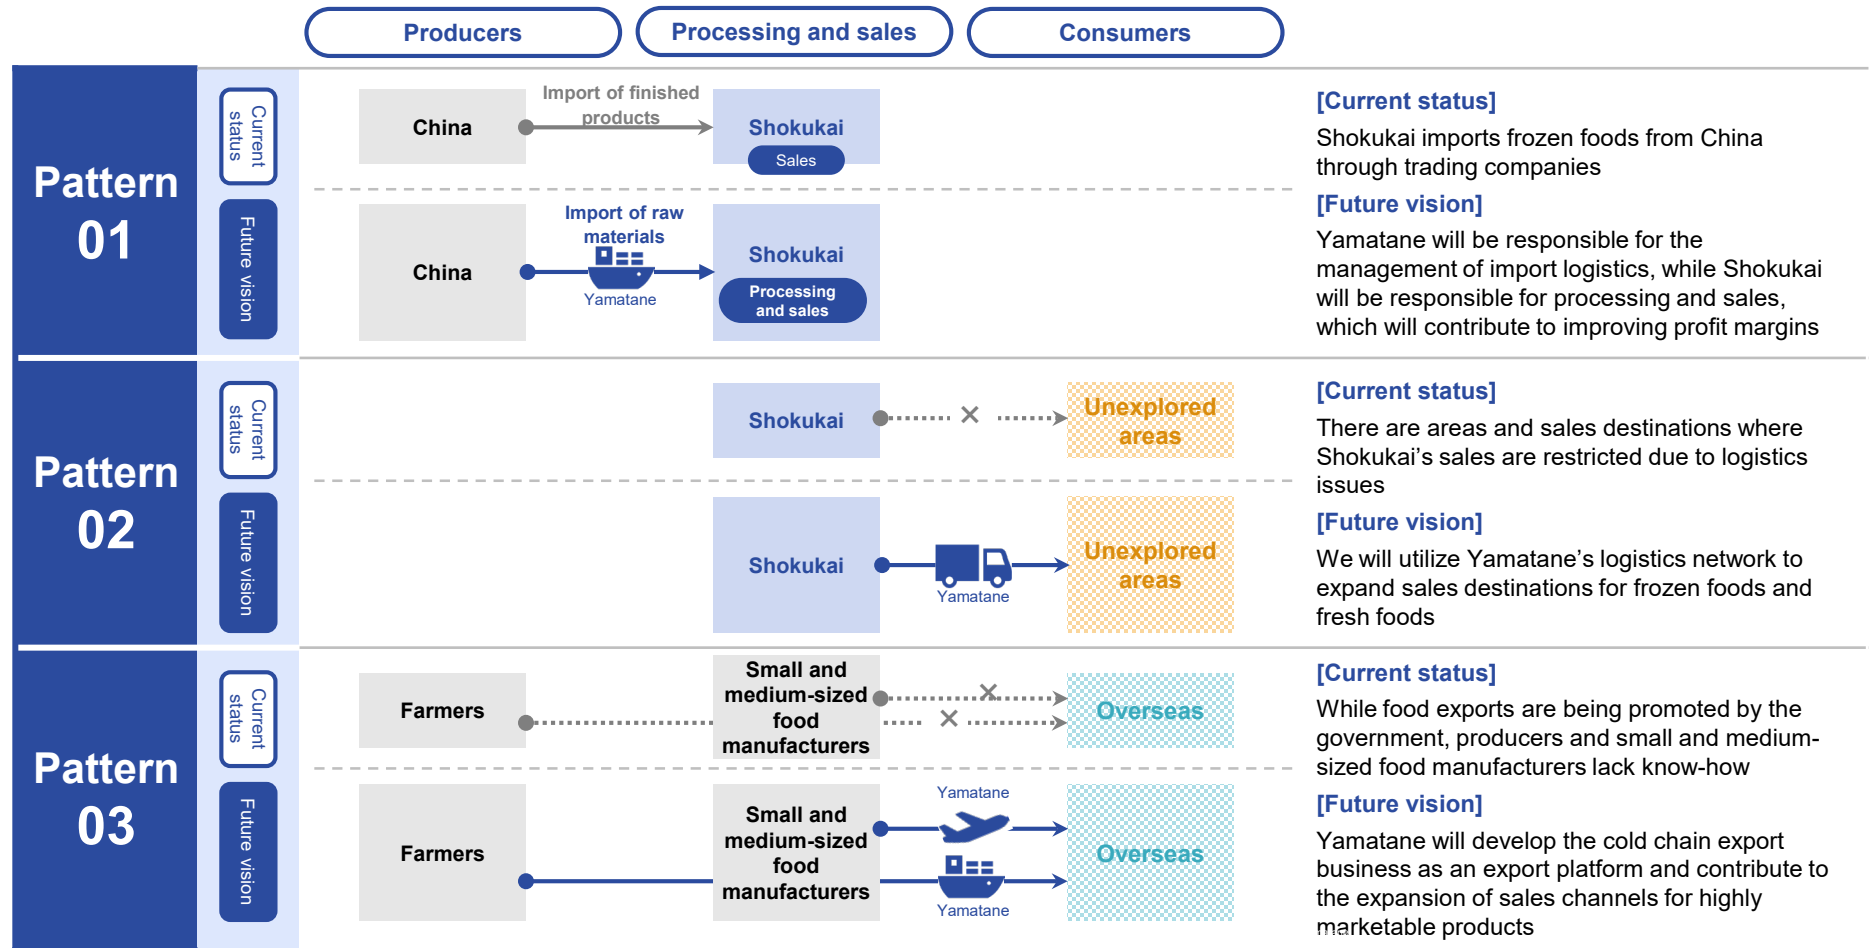 Producers
Processing and sales
Consumers
Pattern
01
Current
status
Import of finished
products
China
Shokukai
Sales
[Current status]
Shokukai imports frozen foods from China
through trading companies
Future vision
Import of raw
materials
China
Yamatane
Shokukai
Processing
and sales
[Future vision]
Yamatane will be responsible for the
management of import logistics, while Shokukai
will be responsible for processing and sales,
which will contribute to improving profit margins
Pattern
02
Current
status
Shokukai
Unexplored
areas
[Current status]
There are areas and sales destinations where
Shokukai’s sales are restricted due to logistics
issues
Future vision
Shokukai
Yamatane
Unexplored
areas
[Future vision]
We will utilize Yamatane’s logistics network to
expand sales destinations for frozen foods and
fresh foods
Pattern
03
Current
status
Farmers
Small and
medium-sized
food
manufacturers
Overseas
[Current status]
While food exports are being promoted by the
government, producers and small and medium-
sized food manufacturers lack know-how
Future vision
Farmers
Small and
medium-sized
food
manufacturers
Yamatane
Yamatane
Overseas
[Future vision]
Yamatane will develop the cold chain export
business as an export platform and contribute to
the expansion of sales channels for highly
marketable products